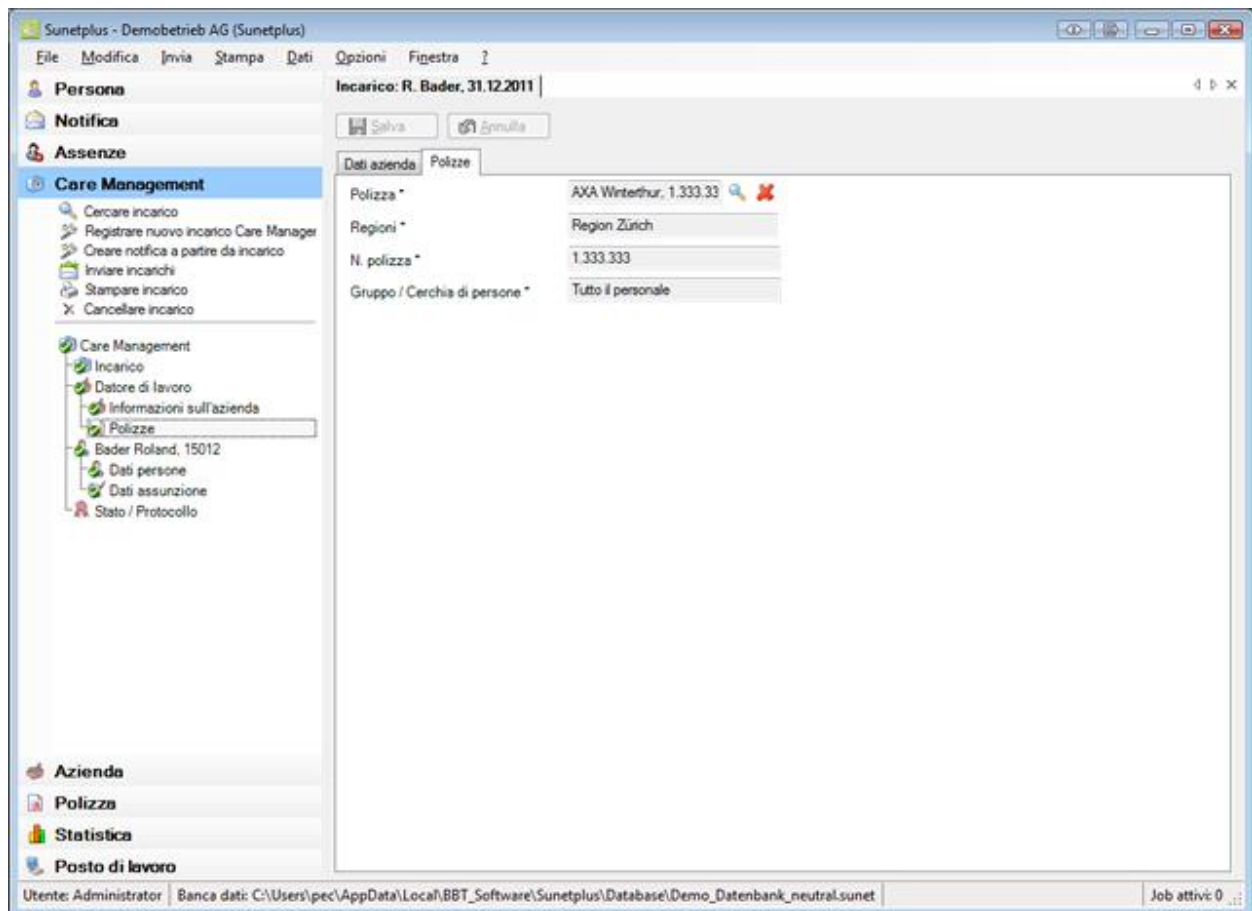 Sunetplus - Demobetrieb AG (Sunetplus)
File Modifica Invia Stampa Dati Opzioni Finestra ?
Persona
Notifica
Assenze
Care Management
Cercare incarico
Registrare nuovo incarico Care Manager
Creare notifica a partire da incarico
Inviare incarichi
Stampare incarico
Cancellare incarico
Care Management
Incarico
Datore di lavoro
Informazioni sull'azienda
Polizze
Bader Roland, 15012
Dati persone
Dati assunzione
Stato / Protocollo
Azienda
Polizza
Statistica
Posto di lavoro
Incarico: R. Bader, 31.12.2011
Salva Annulla
Dati azienda Polizze
Polizza * AXA Winterthur, 1.333.33
Regioni * Region Zürich
N. polizza * 1.333.333
Gruppo / Cerchia di persone * Tutto il personale
Utente: Administrator Banca dati: C:\Users\pec\AppData\Local\BBT_Software\Sunetplus\Database\Demo_Datenbank_neutral.sunet Job attivi: 0